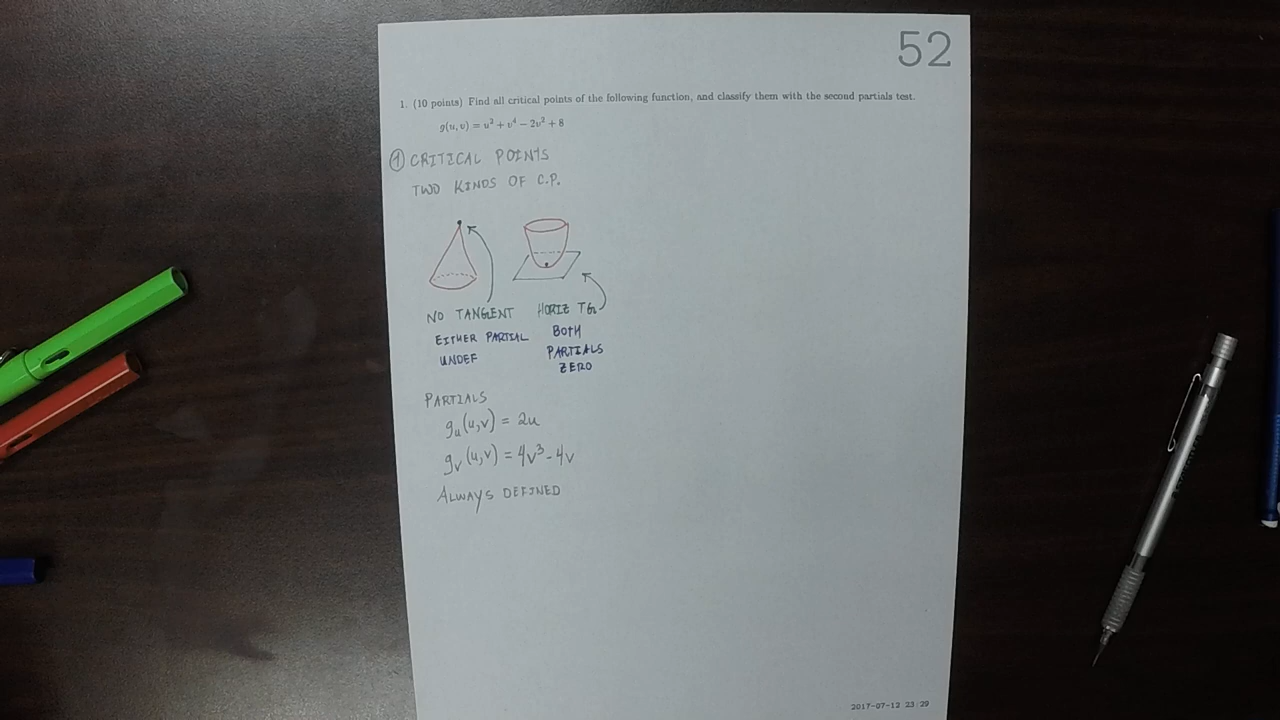 52
1. (10 points) Find all critical points of the following function, and classify them with the second partials test.
g(u, v) = u² + v⁴ − 2v² + 8
① CRITICAL POINTS
TWO KINDS OF C.P.
NO TANGENT HORIZ TG
EITHER PARTIAL BOTH
UNDEF PARTIALS
ZERO
PARTIALS
g_u(u,v) = 2u
g_v(u,v) = 4v³-4v
ALWAYS DEFINED
2017-07-12 23:29